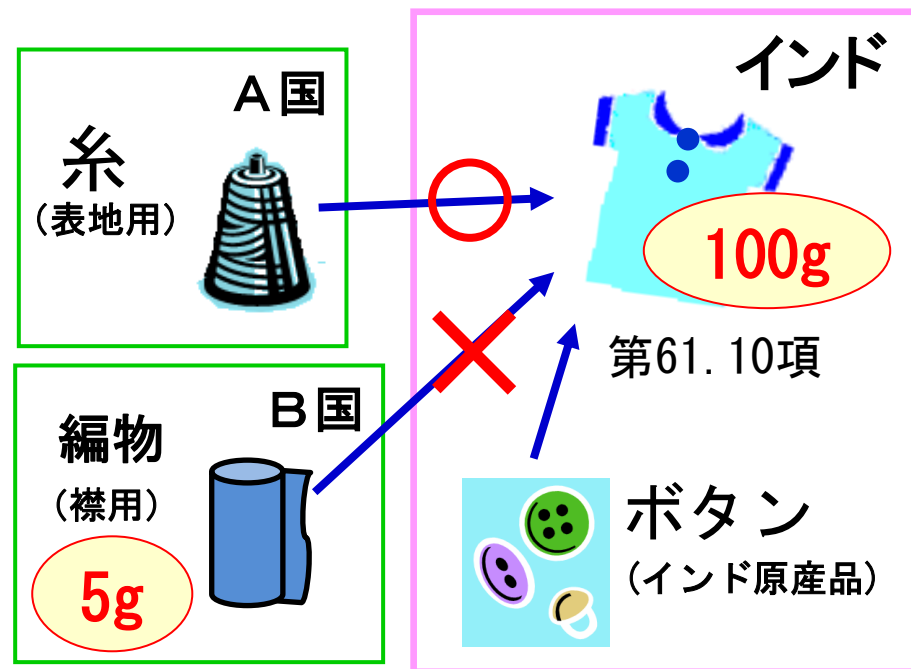 A国
糸
(表地用)
B国
編物
(襟用)
5g
インド
100g
第61.10項
ボタン
(インド原産品)